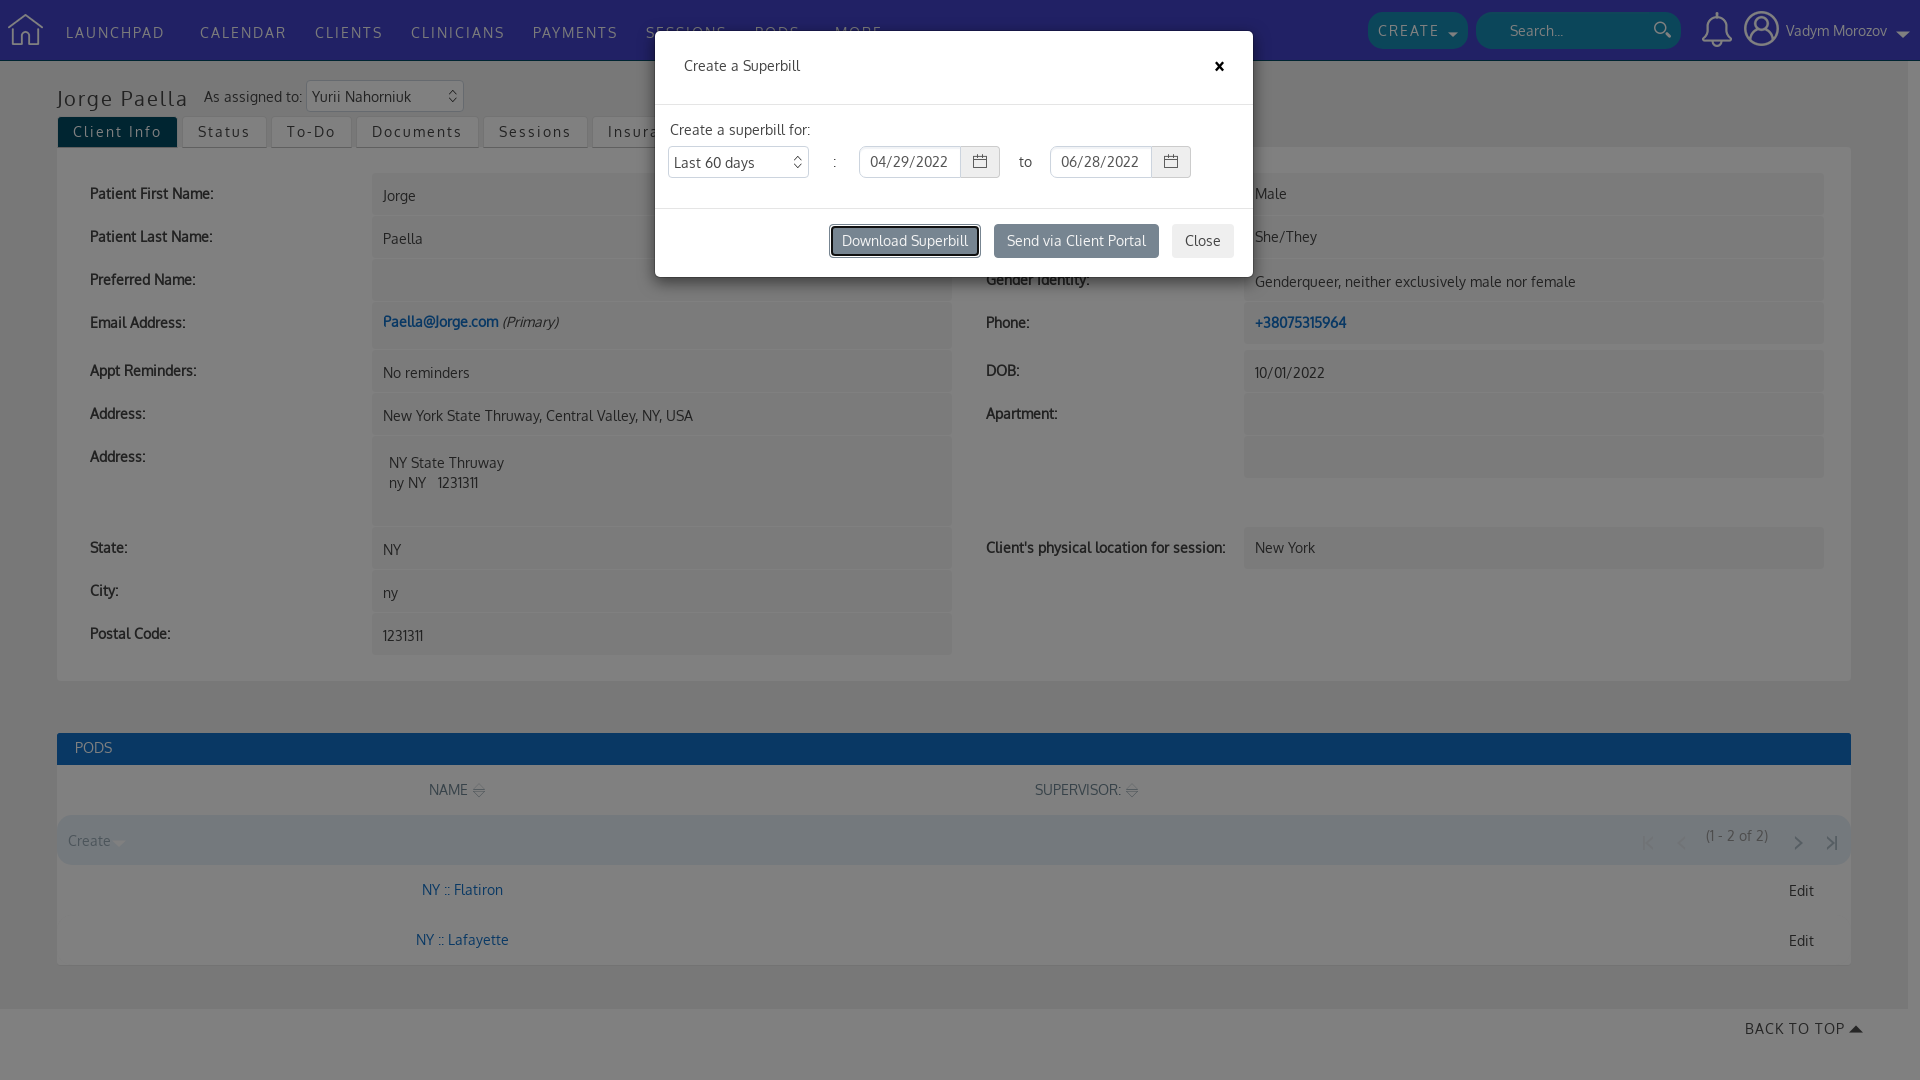 LAUNCHPAD CALENDAR CLIENTS CLINICIANS PAYMENTS SESSIONS PODS MORE CREATE Search... Vadym Morozov
Create a Superbill
×
Jorge Paella As assigned to: Yurii Nahorniuk
Client Info Status To-Do Documents Sessions
Create a superbill for:
Last 60 days : 04/29/2022 to 06/28/2022
Download Superbill Send via Client Portal Close
Patient First Name: Jorge Male
Patient Last Name: Paella She/They
Preferred Name: Gender Identity: Genderqueer, neither exclusively male nor female
Email Address: Paella@Jorge.com (Primary) Phone: +38075315964
Appt Reminders: No reminders DOB: 10/01/2022
Address: New York State Thruway, Central Valley, NY, USA Apartment:
Address: NY State Thruway
ny NY 1231311
State: NY Client's physical location for session: New York
City: ny
Postal Code: 1231311
PODS
NAME SUPERVISOR:
Create (1 - 2 of 2)
NY :: Flatiron Edit
NY :: Lafayette Edit
BACK TO TOP